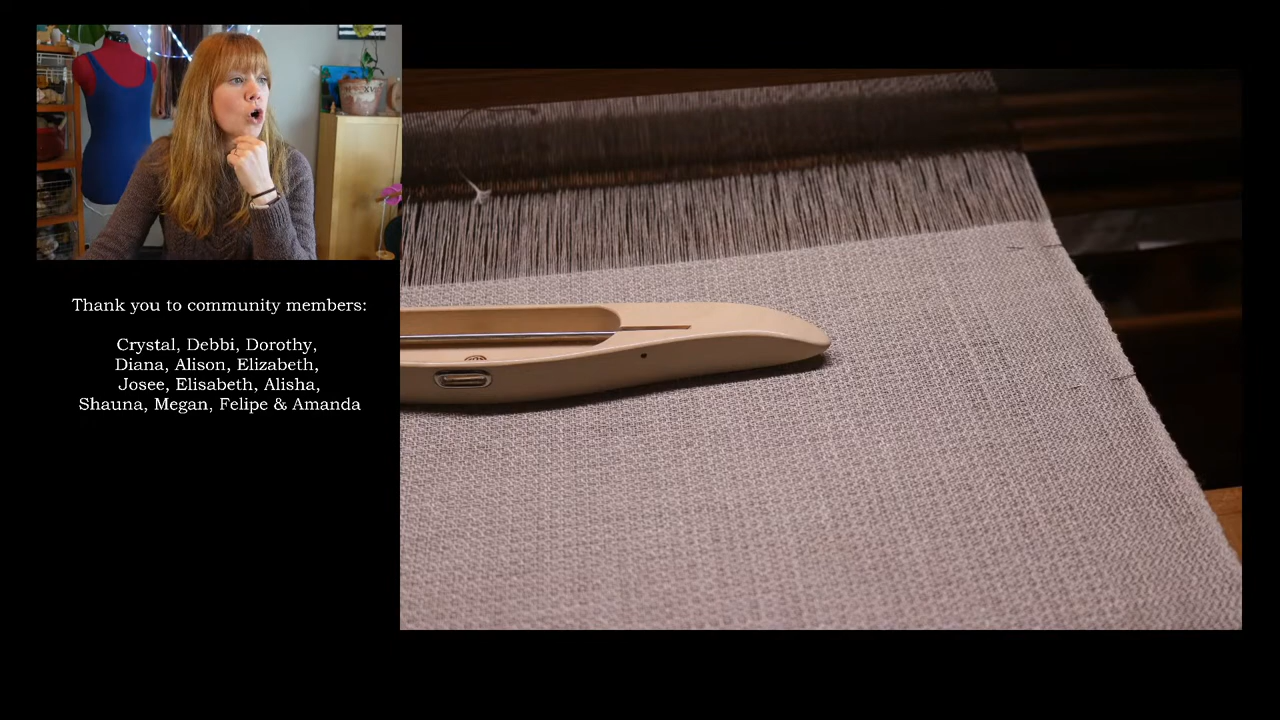 Thank you to community members:
Crystal, Debbi, Dorothy,
Diana, Alison, Elizabeth,
Josee, Elisabeth, Alisha,
Shauna, Megan, Felipe & Amanda